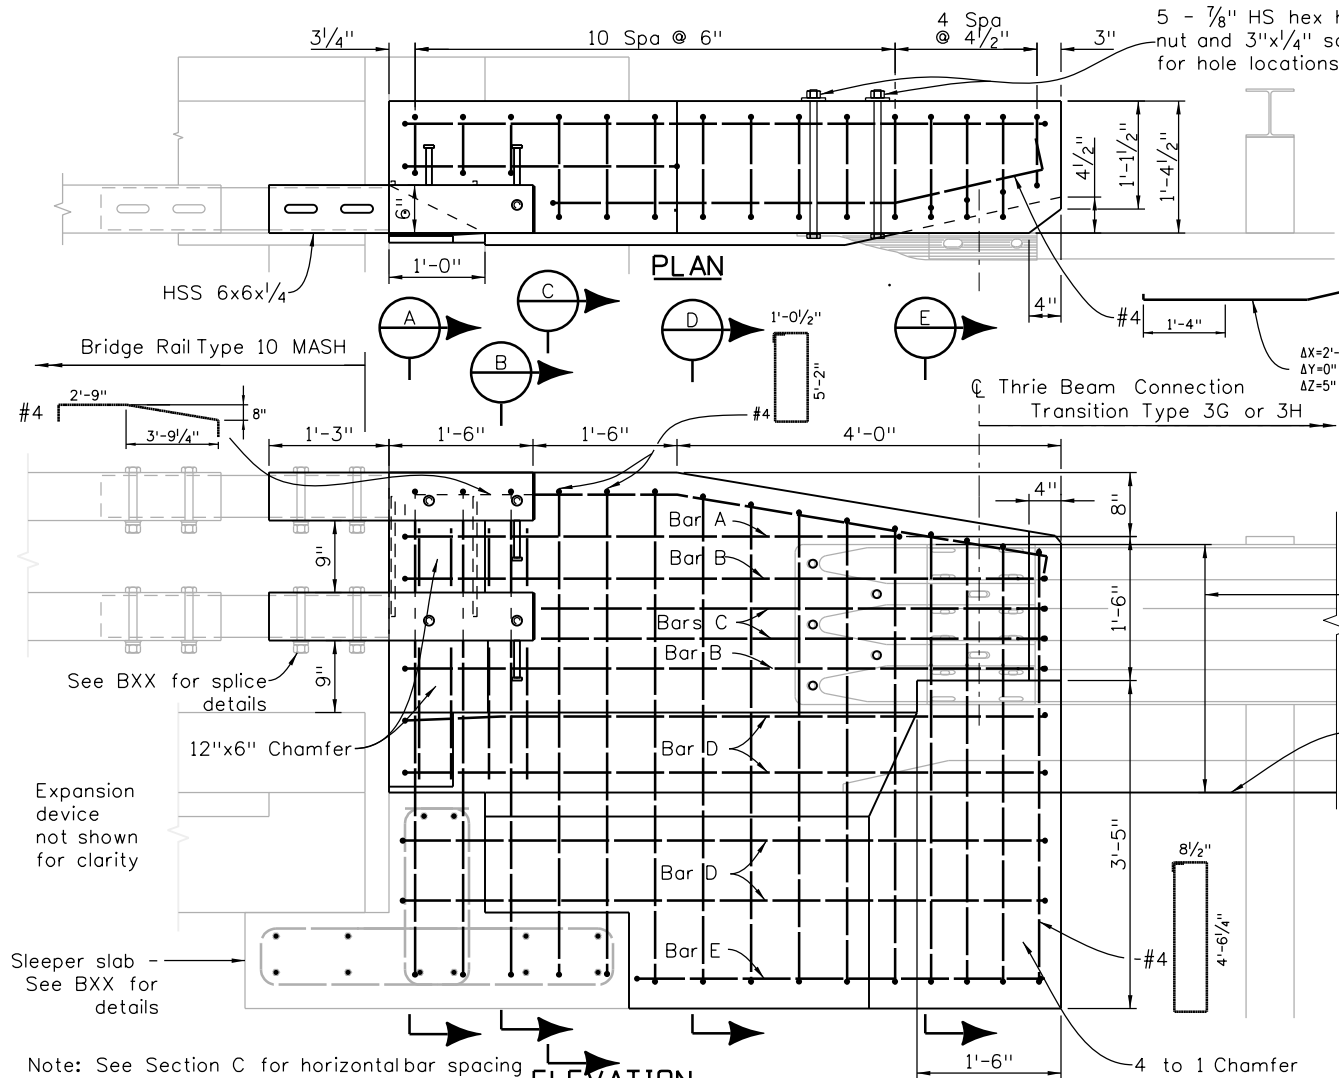 4 Spa
@ 4½"
5 - ⅞" HS hex h
nut and 3"x¼" s
for hole locations
3¼"
10 Spa @ 6"
3"
4½"
1'-1½"
1'-4½"
6"
1'-0"
PLAN
HSS 6x6x¼
4"
#4
1'-4"
A
C
B
D
E
1'-0½"
5'-2"
#4
ΔX=2'-
ΔY=0"
ΔZ=5"
Bridge Rail Type 10 MASH
℄ Thrie Beam Connection
Transition Type 3G or 3H
#4
2'-9"
8"
3'-9¼"
1'-3"
1'-6"
1'-6"
4'-0"
4"
8"
Bar A
9"
Bar B
1'-6"
Bars C
Bar B
9"
See BXX for splice
details
12"x6" Chamfer
Bar D
Expansion
device
not shown
for clarity
3'-5"
8½"
4'-6¼"
Bar D
Bar E
Sleeper slab -
See BXX for
details
-#4
1'-6"
4 to 1 Chamfer
Note: See Section C for horizontal bar spacing
ELEVATION